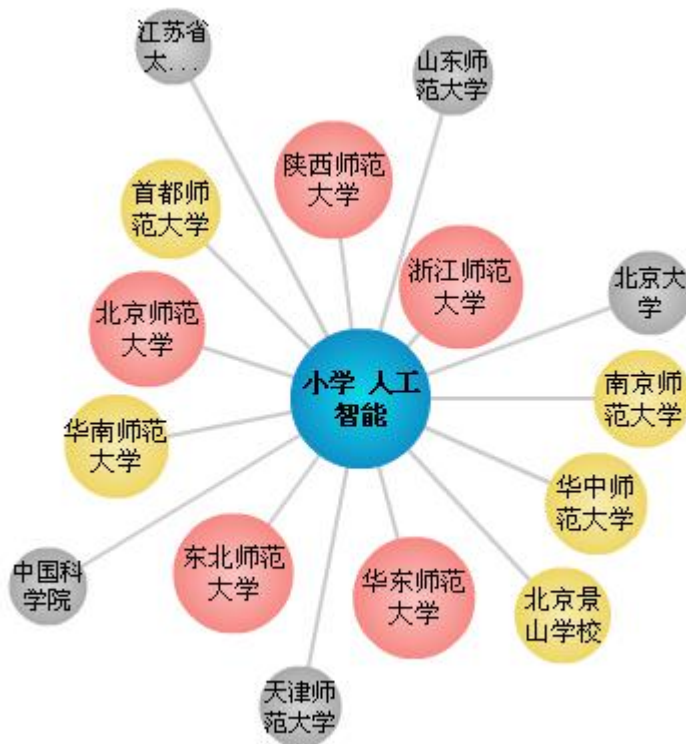 江苏省
太...
山东师
范大学
陕西师范
大学
首都师
范大学
浙江师范
大学
北京大
学
北京师范
大学
小学 人工
智能
南京师
范大学
华南师范
大学
华中师
范大学
中国科
学院
东北师范
大学
华东师范
大学
北京景
山学校
天津师
范大学